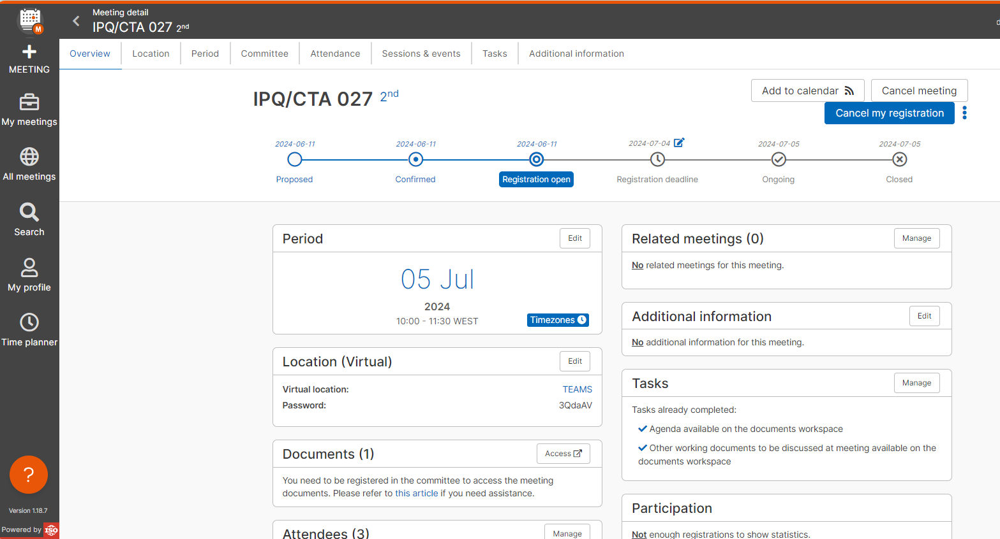 Meeting detail
IPQ/CTA 027 2nd
M
MEETING
My meetings
All meetings
Search
My profile
Time planner
?
Version 1.18.7
Powered by ISO
Overview
Location
Period
Committee
Attendance
Sessions & events
Tasks
Additional information
IPQ/CTA 027 2nd
Add to calendar
Cancel meeting
Cancel my registration
2024-06-11
2024-06-11
2024-06-11
2024-07-04
2024-07-05
2024-07-05
Proposed
Confirmed
Registration open
Registration deadline
Ongoing
Closed
Period
Edit
05 Jul
2024
10:00 - 11:30 WEST
Timezones
Location (Virtual)
Edit
Virtual location:
TEAMS
Password:
3QdaAV
Documents (1)
Access
You need to be registered in the committee to access the meeting
documents. Please refer to this article if you need assistance.
Attendees (3)
Manage
Related meetings (0)
Manage
No related meetings for this meeting.
Additional information
Edit
No additional information for this meeting.
Tasks
Manage
Tasks already completed:
Agenda available on the documents workspace
Other working documents to be discussed at meeting available on the
documents workspace
Participation
Not enough registrations to show statistics.